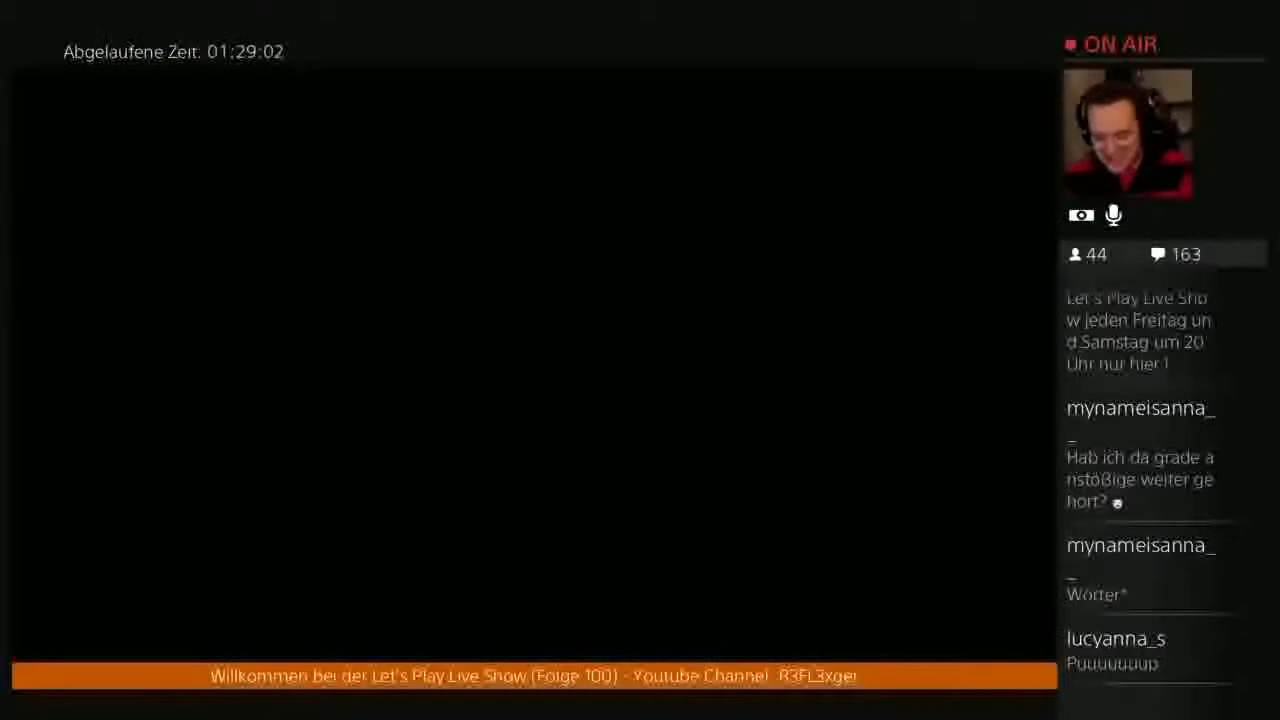 Abgelaufene Zeit: 01:29:02
ON AIR
44 163
Let's Play Live Sho
w jeden Freitag un
d Samstag um 20
Uhr nur hier!
mynameisanna_
_
Hab ich da grade a
nstößige welter ge
hört?
mynameisanna_
_
Wörter*
lucyanna_s
Puuuuuuup
Willkommen bei der Let's Play Live Show (Folge 100) - Youtube Channel: R3FL3xger